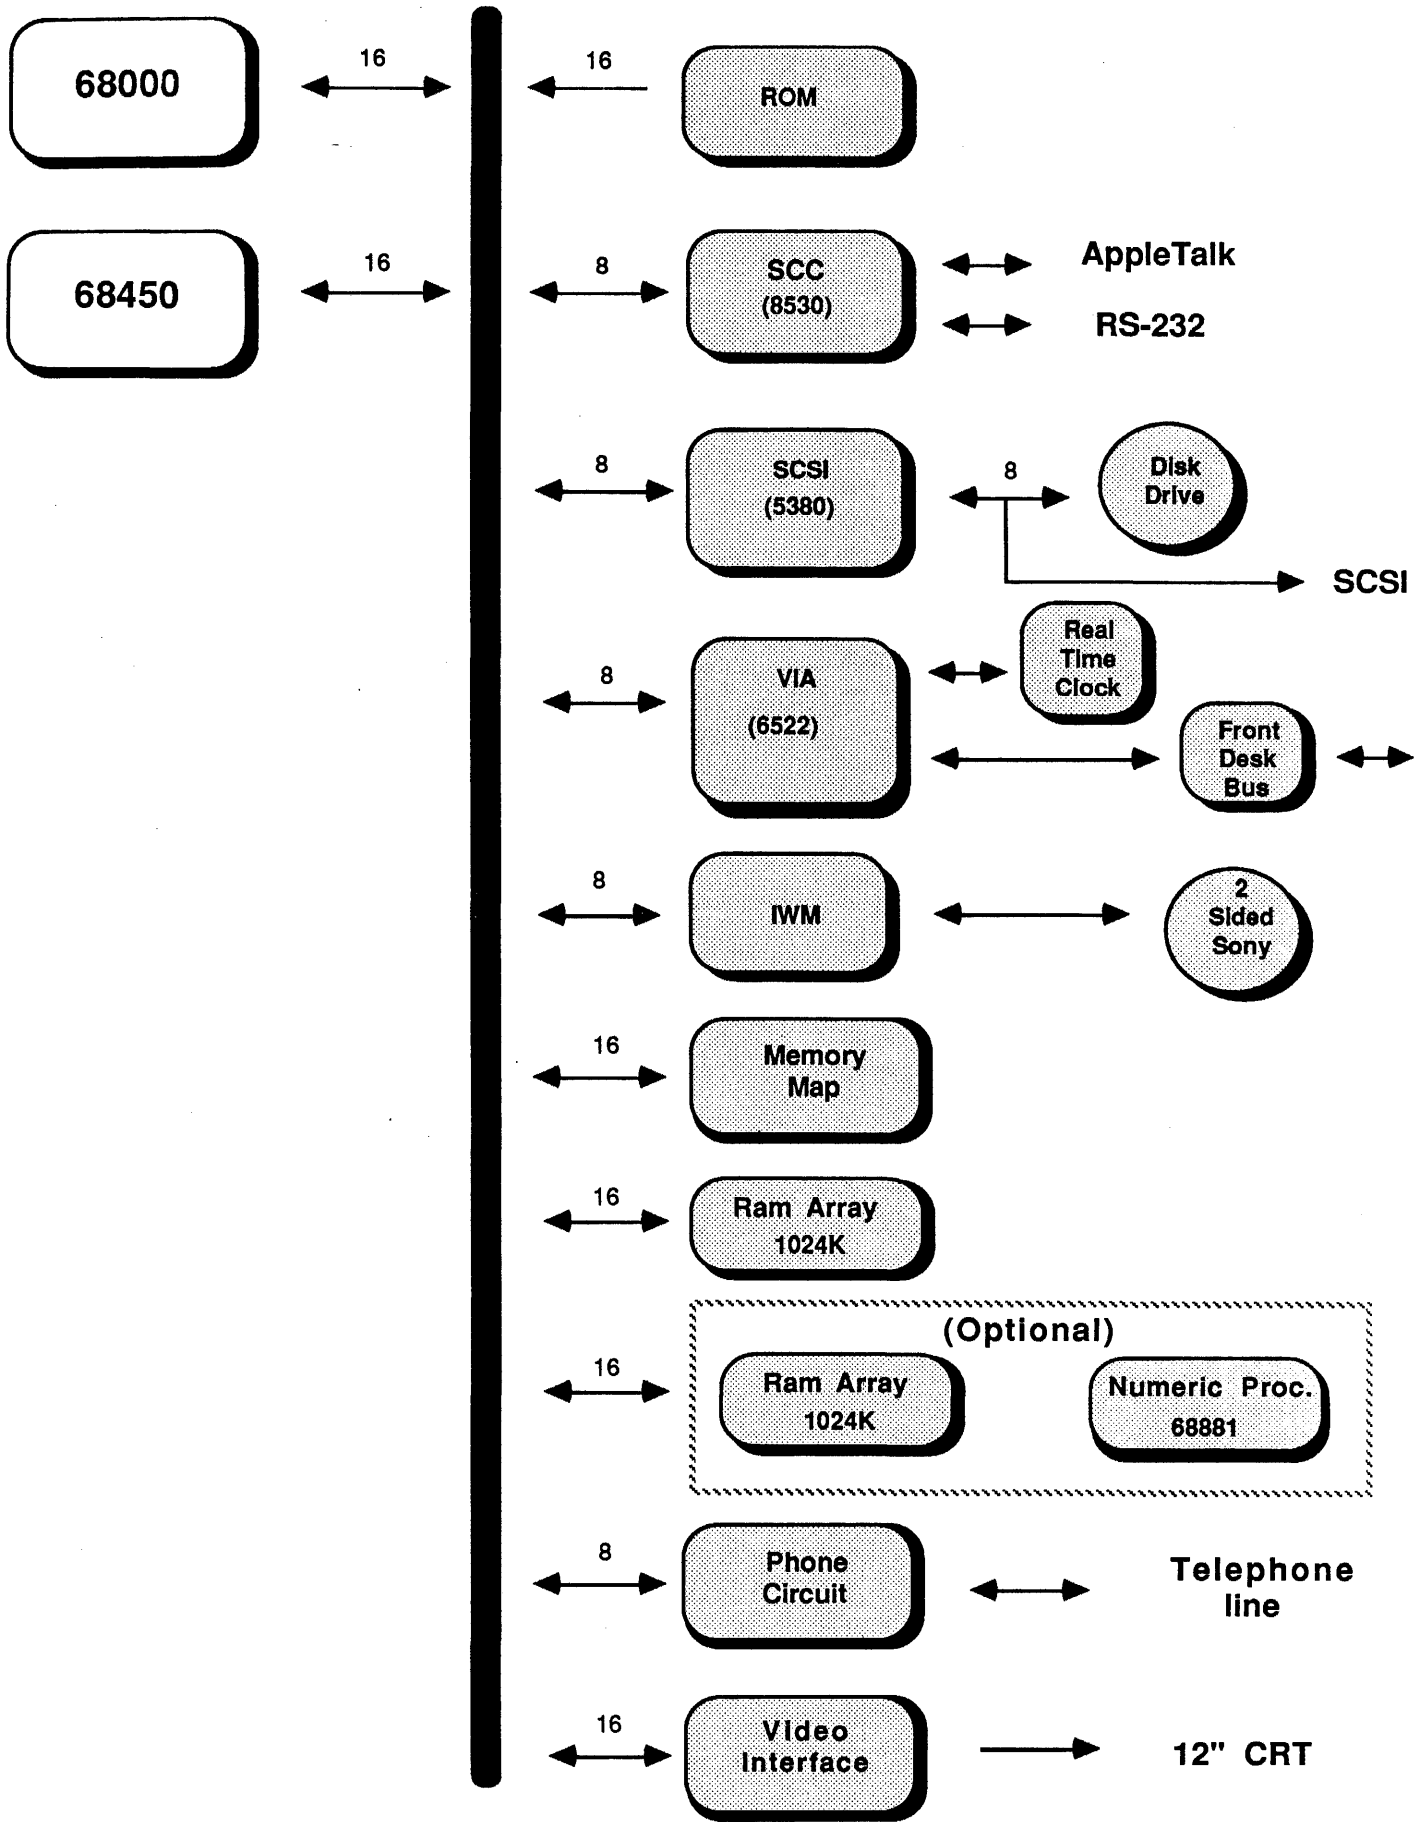 68000
16
16
ROM
68450
16
8
SCC
(8530)
AppleTalk
RS-232
8
SCSI
(5380)
8
Disk
Drive
SCSI
8
VIA
(6522)
Real
Time
Clock
Front
Desk
Bus
8
IWM
2
Sided
Sony
16
Memory
Map
16
Ram Array
1024K
(Optional)
16
Ram Array
1024K
Numeric Proc.
68881
8
Phone
Circuit
Telephone
line
16
Video
Interface
12" CRT